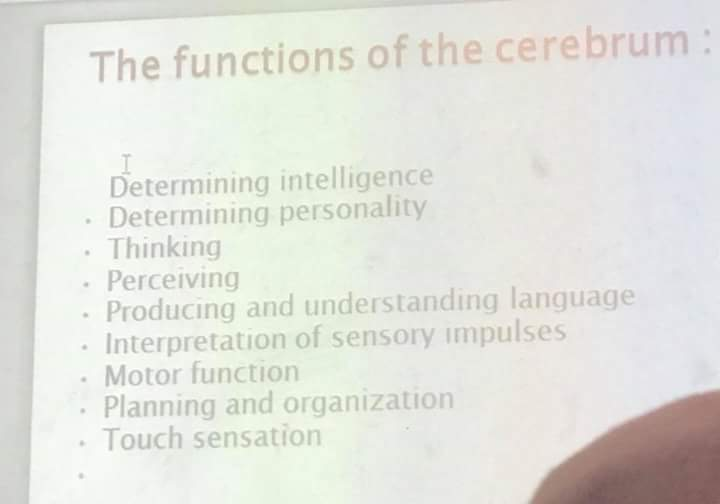 The functions of the cerebrum :
Determining intelligence
• Determining personality
• Thinking
• Perceiving
• Producing and understanding language
• Interpretation of sensory impulses
• Motor function
• Planning and organization
• Touch sensation
•